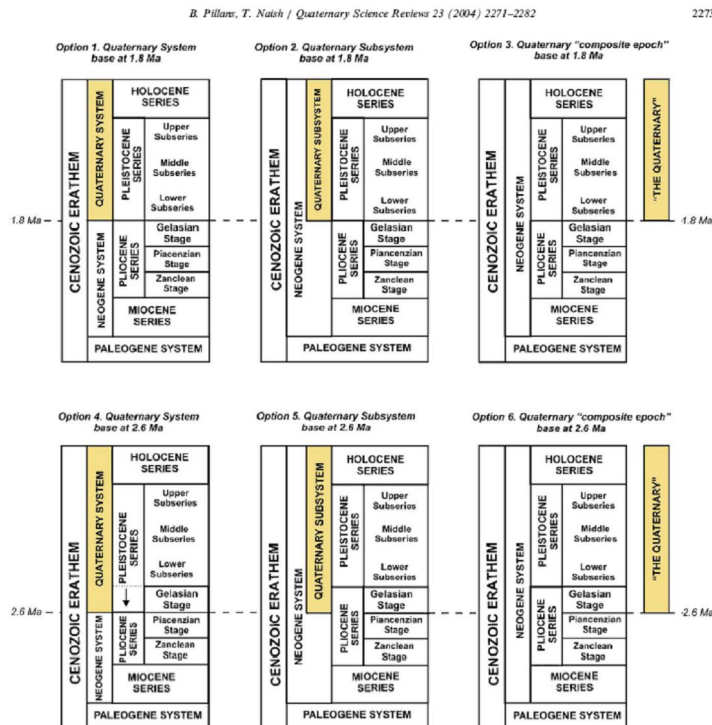 B. Pillans, T. Naish / Quaternary Science Reviews 23 (2004) 2271–2282
2273
Option 1. Quaternary System
base at 1.8 Ma
CENOZOIC ERATHEM
QUATERNARY SYSTEM
NEOGENE SYSTEM
HOLOCENE
SERIES
PLEISTOCENE
SERIES
Upper
Subseries
Middle
Subseries
Lower
Subseries
1.8 Ma
PLIOCENE
SERIES
Gelasian
Stage
Piacenzian
Stage
Zanclean
Stage
MIOCENE
SERIES
PALEOGENE SYSTEM
Option 2. Quaternary Subsystem
base at 1.8 Ma
CENOZOIC ERATHEM
NEOGENE SYSTEM
QUATERNARY SUBSYSTEM
HOLOCENE
SERIES
PLEISTOCENE
SERIES
Upper
Subseries
Middle
Subseries
Lower
Subseries
PLIOCENE
SERIES
Gelasian
Stage
Piacenzian
Stage
Zanclean
Stage
MIOCENE
SERIES
PALEOGENE SYSTEM
Option 3. Quaternary "composite epoch"
base at 1.8 Ma
CENOZOIC ERATHEM
NEOGENE SYSTEM
HOLOCENE
SERIES
PLEISTOCENE
SERIES
Upper
Subseries
Middle
Subseries
Lower
Subseries
PLIOCENE
SERIES
Gelasian
Stage
Piacenzian
Stage
Zanclean
Stage
MIOCENE
SERIES
PALEOGENE SYSTEM
"THE QUATERNARY"
1.8 Ma
Option 4. Quaternary System
base at 2.6 Ma
CENOZOIC ERATHEM
QUATERNARY SYSTEM
NEOGENE SYSTEM
HOLOCENE
SERIES
PLEISTOCENE
SERIES
Upper
Subseries
Middle
Subseries
Lower
Subseries
Gelasian
Stage
2.6 Ma
PLIOCENE
SERIES
Piacenzian
Stage
Zanclean
Stage
MIOCENE
SERIES
PALEOGENE SYSTEM
Option 5. Quaternary Subsystem
base at 2.6 Ma
CENOZOIC ERATHEM
NEOGENE SYSTEM
QUATERNARY SUBSYSTEM
HOLOCENE
SERIES
PLEISTOCENE
SERIES
Upper
Subseries
Middle
Subseries
Lower
Subseries
PLIOCENE
SERIES
Gelasian
Stage
Piancenzian
Stage
Zanclean
Stage
MIOCENE
SERIES
PALEOGENE SYSTEM
Option 6. Quaternary "composite epoch"
base at 2.6 Ma
CENOZOIC ERATHEM
NEOGENE SYSTEM
HOLOCENE
SERIES
PLEISTOCENE
SERIES
Upper
Subseries
Middle
Subseries
Lower
Subseries
PLIOCENE
SERIES
Gelasian
Stage
Piacenzian
Stage
Zanclean
Stage
MIOCENE
SERIES
PALEOGENE SYSTEM
"THE QUATERNARY"
2.6 Ma